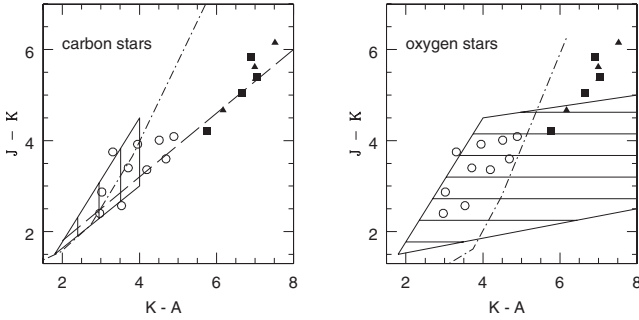 carbon stars
6
4
2
J - K
2 4 6 8
K - A
oxygen stars
6
4
2
J - K
2 4 6 8
K - A